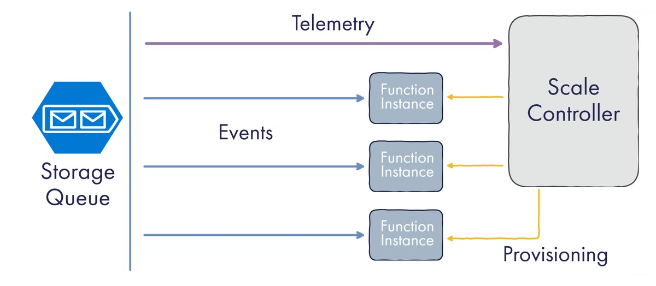 Telemetry
Scale
Controller
Function
Instance
Events
Function
Instance
Storage
Queue
Function
Instance
Provisioning